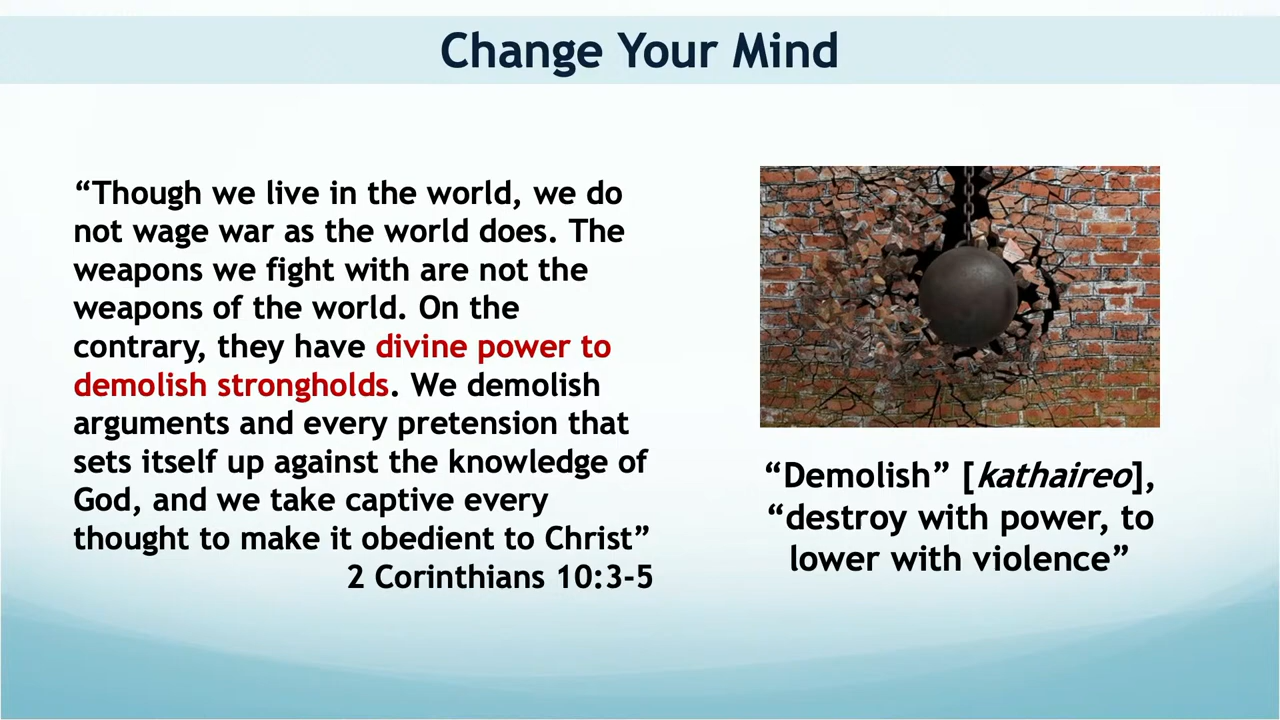 Change Your Mind
“Though we live in the world, we do
not wage war as the world does. The
weapons we fight with are not the
weapons of the world. On the
contrary, they have divine power to
demolish strongholds. We demolish
arguments and every pretension that
sets itself up against the knowledge of
God, and we take captive every
thought to make it obedient to Christ”
2 Corinthians 10:3-5
“Demolish” [kathaireo],
“destroy with power, to
lower with violence”